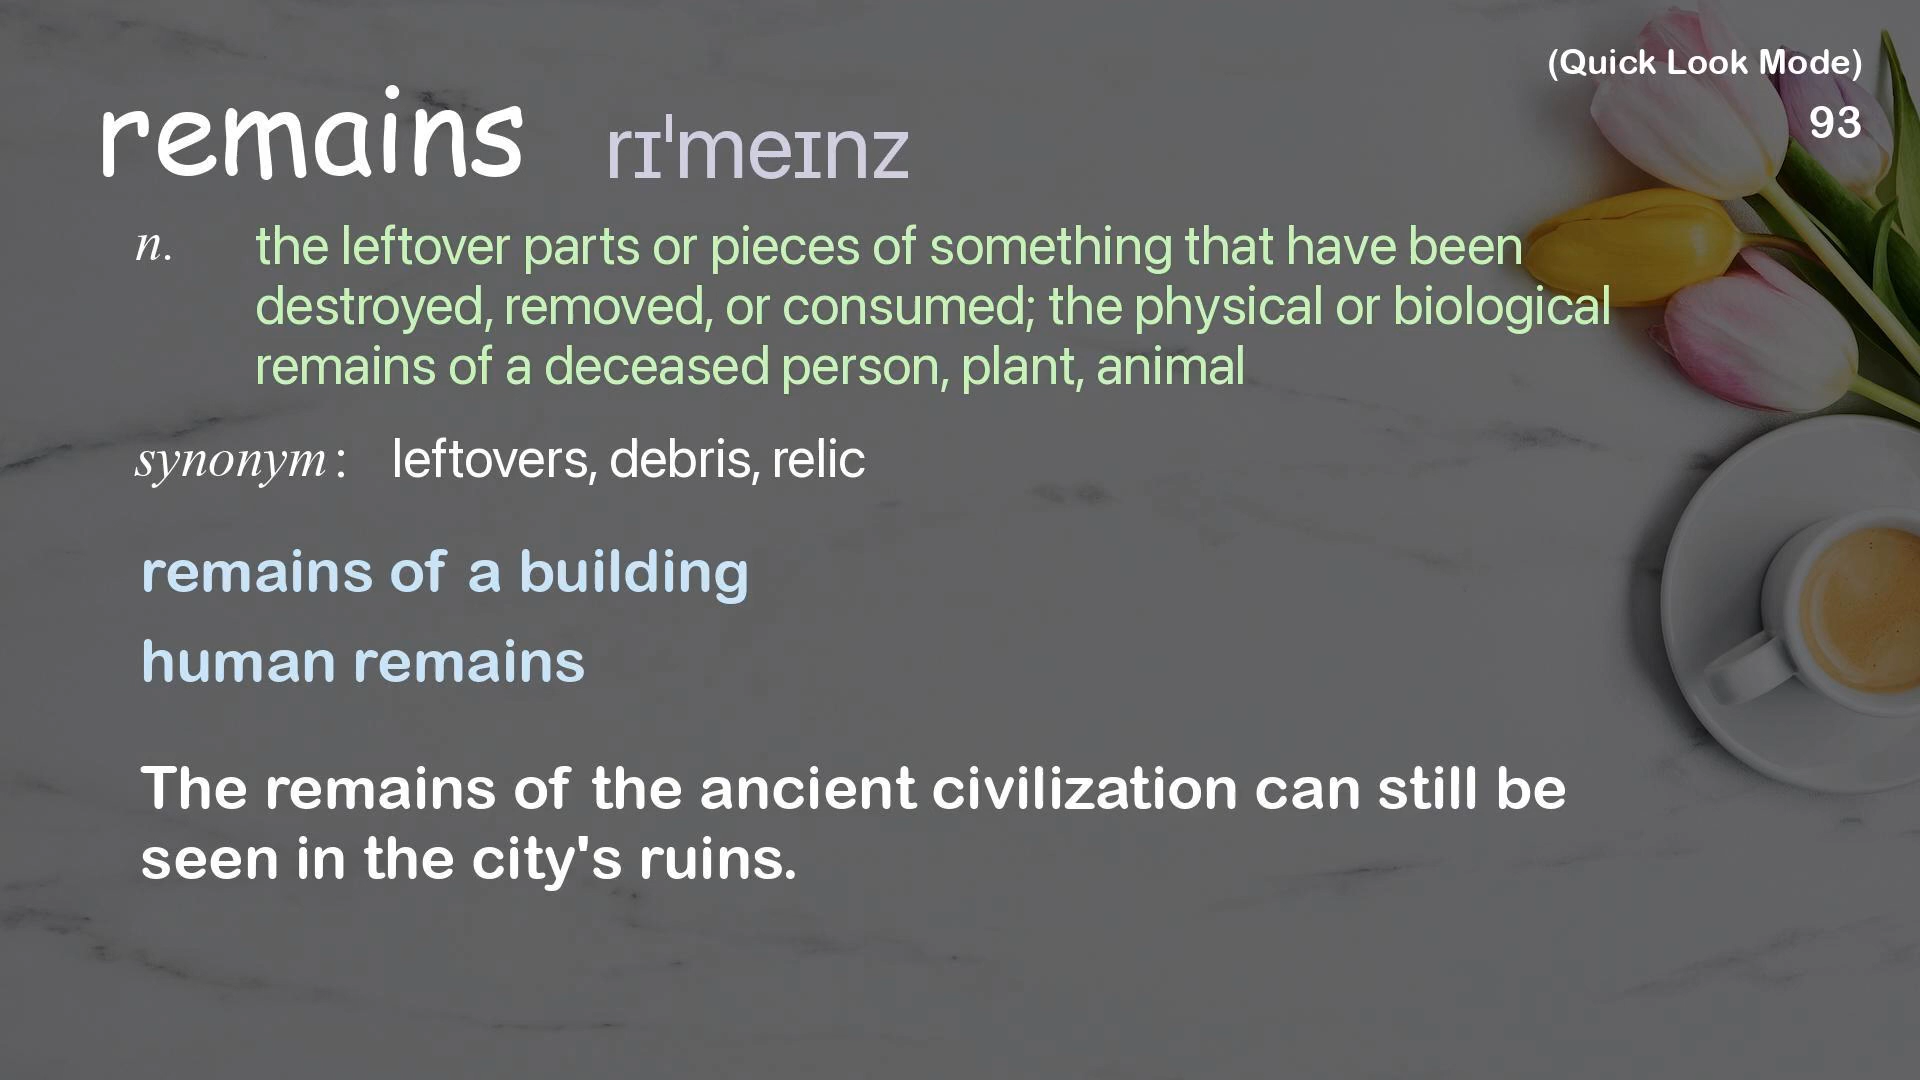 (Quick Look Mode)
93
remains rɪˈmeɪnz
n. the leftover parts or pieces of something that have been
destroyed, removed, or consumed; the physical or biological
remains of a deceased person, plant, animal
synonym: leftovers, debris, relic
remains of a building
human remains
The remains of the ancient civilization can still be
seen in the city's ruins.